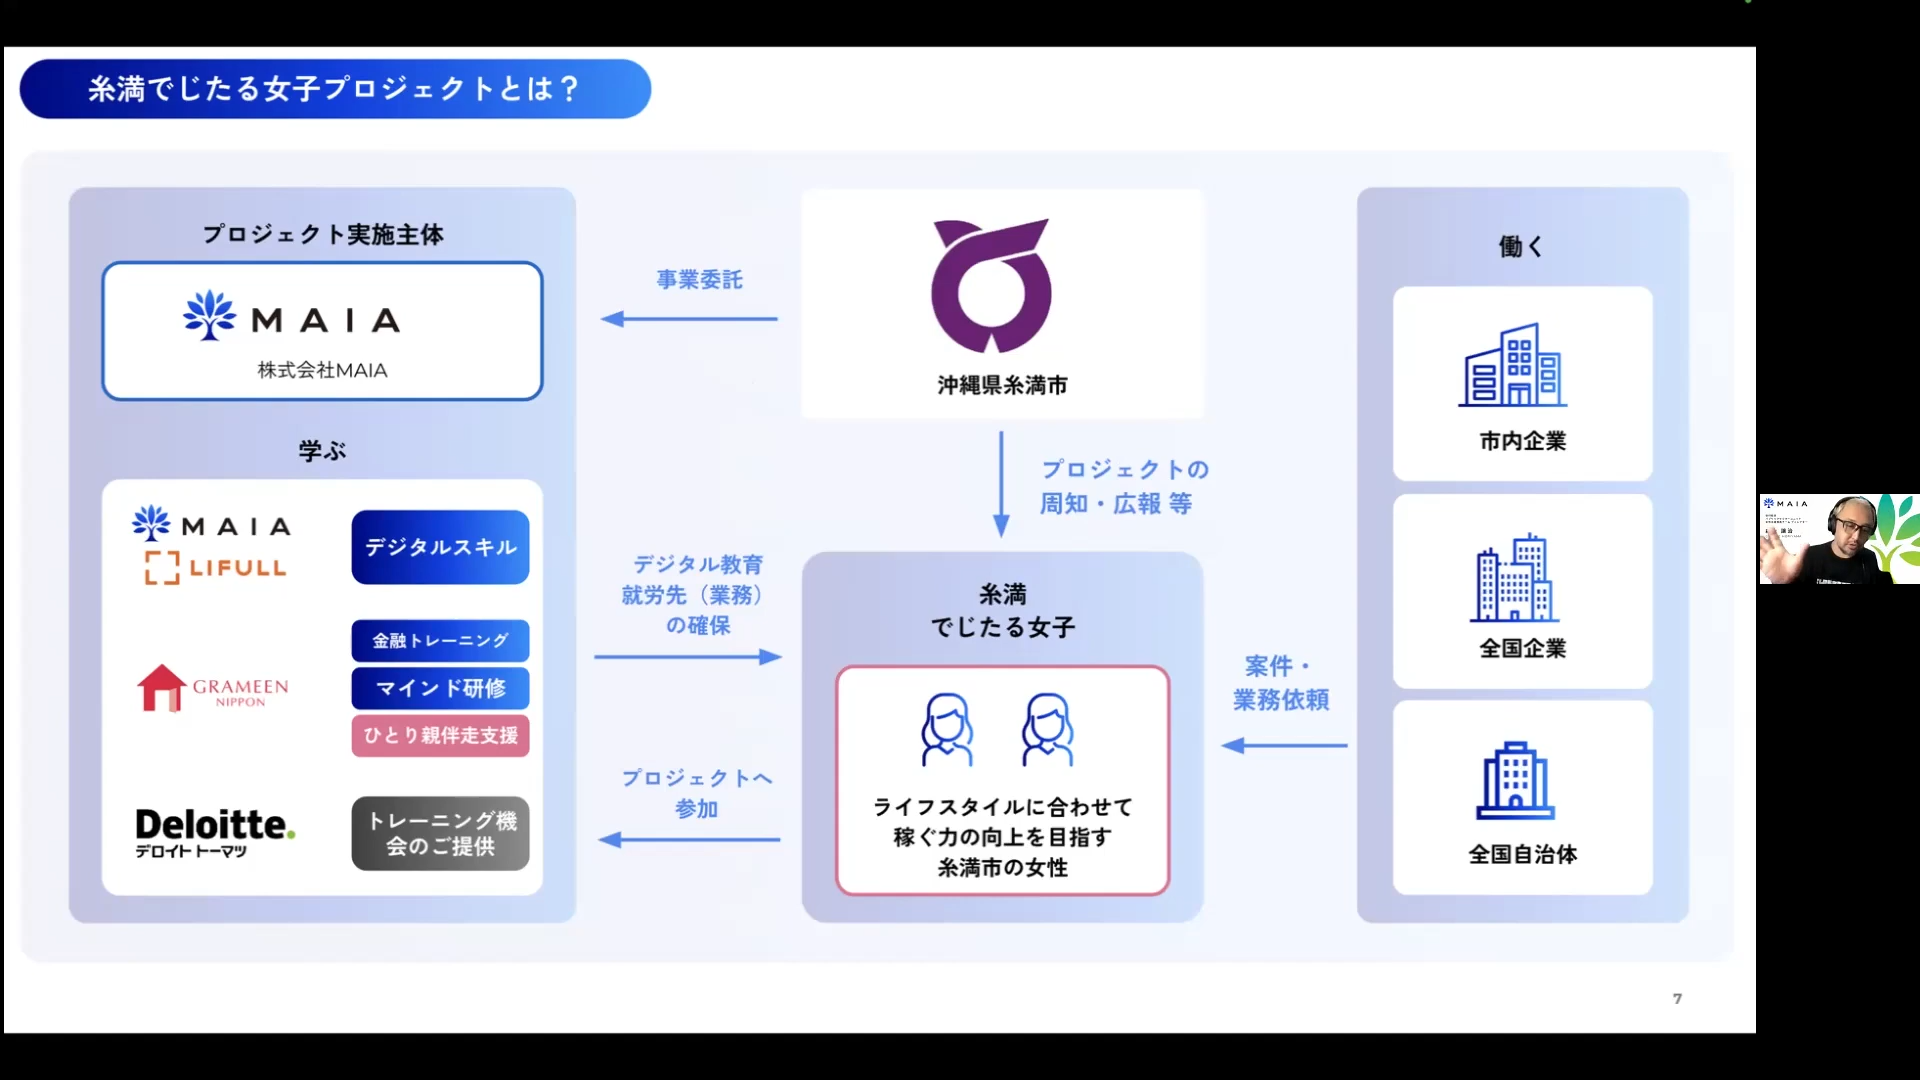 糸満でじたる女子プロジェクトとは？
プロジェクト実施主体
MAIA
株式会社MAIA
学ぶ
MAIA
LIFULL
デジタルスキル
GRAMEEN
NIPPON
金融トレーニング
マインド研修
ひとり親伴走支援
Deloitte.
デロイト トーマツ
トレーニング機
会のご提供
事業委託
沖縄県糸満市
プロジェクトの
周知・広報 等
デジタル教育
就労先（業務）
の確保
プロジェクトへ
参加
糸満
でじたる女子
ライフスタイルに合わせて
稼ぐ力の向上を目指す
糸満市の女性
案件・
業務依頼
働く
市内企業
全国企業
全国自治体
7
MAIA